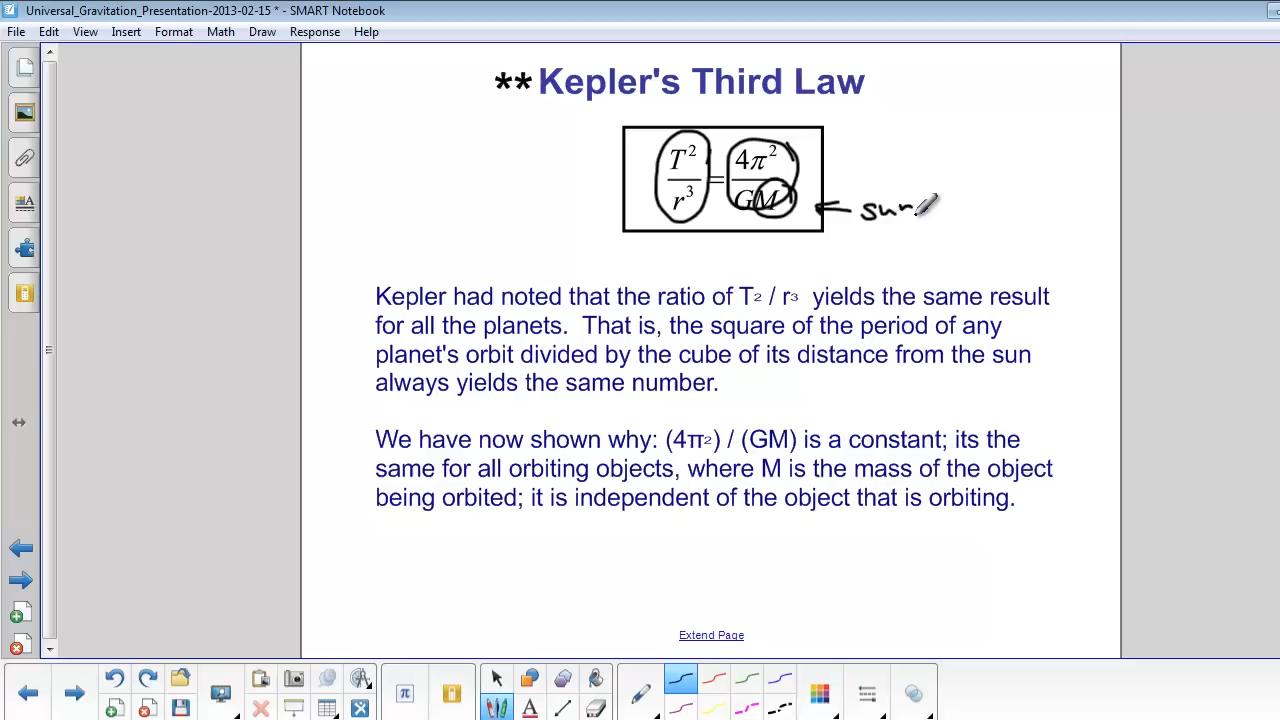 Universal_Gravitation_Presentation-2013-02-15 * - SMART Notebook
File Edit View Insert Format Math Draw Response Help
** Kepler's Third Law
T² / r³ = 4π² / GM
← sun
Kepler had noted that the ratio of T² / r³ yields the same result
for all the planets. That is, the square of the period of any
planet's orbit divided by the cube of its distance from the sun
always yields the same number.
We have now shown why: (4π²) / (GM) is a constant; its the
same for all orbiting objects, where M is the mass of the object
being orbited; it is independent of the object that is orbiting.
Extend Page